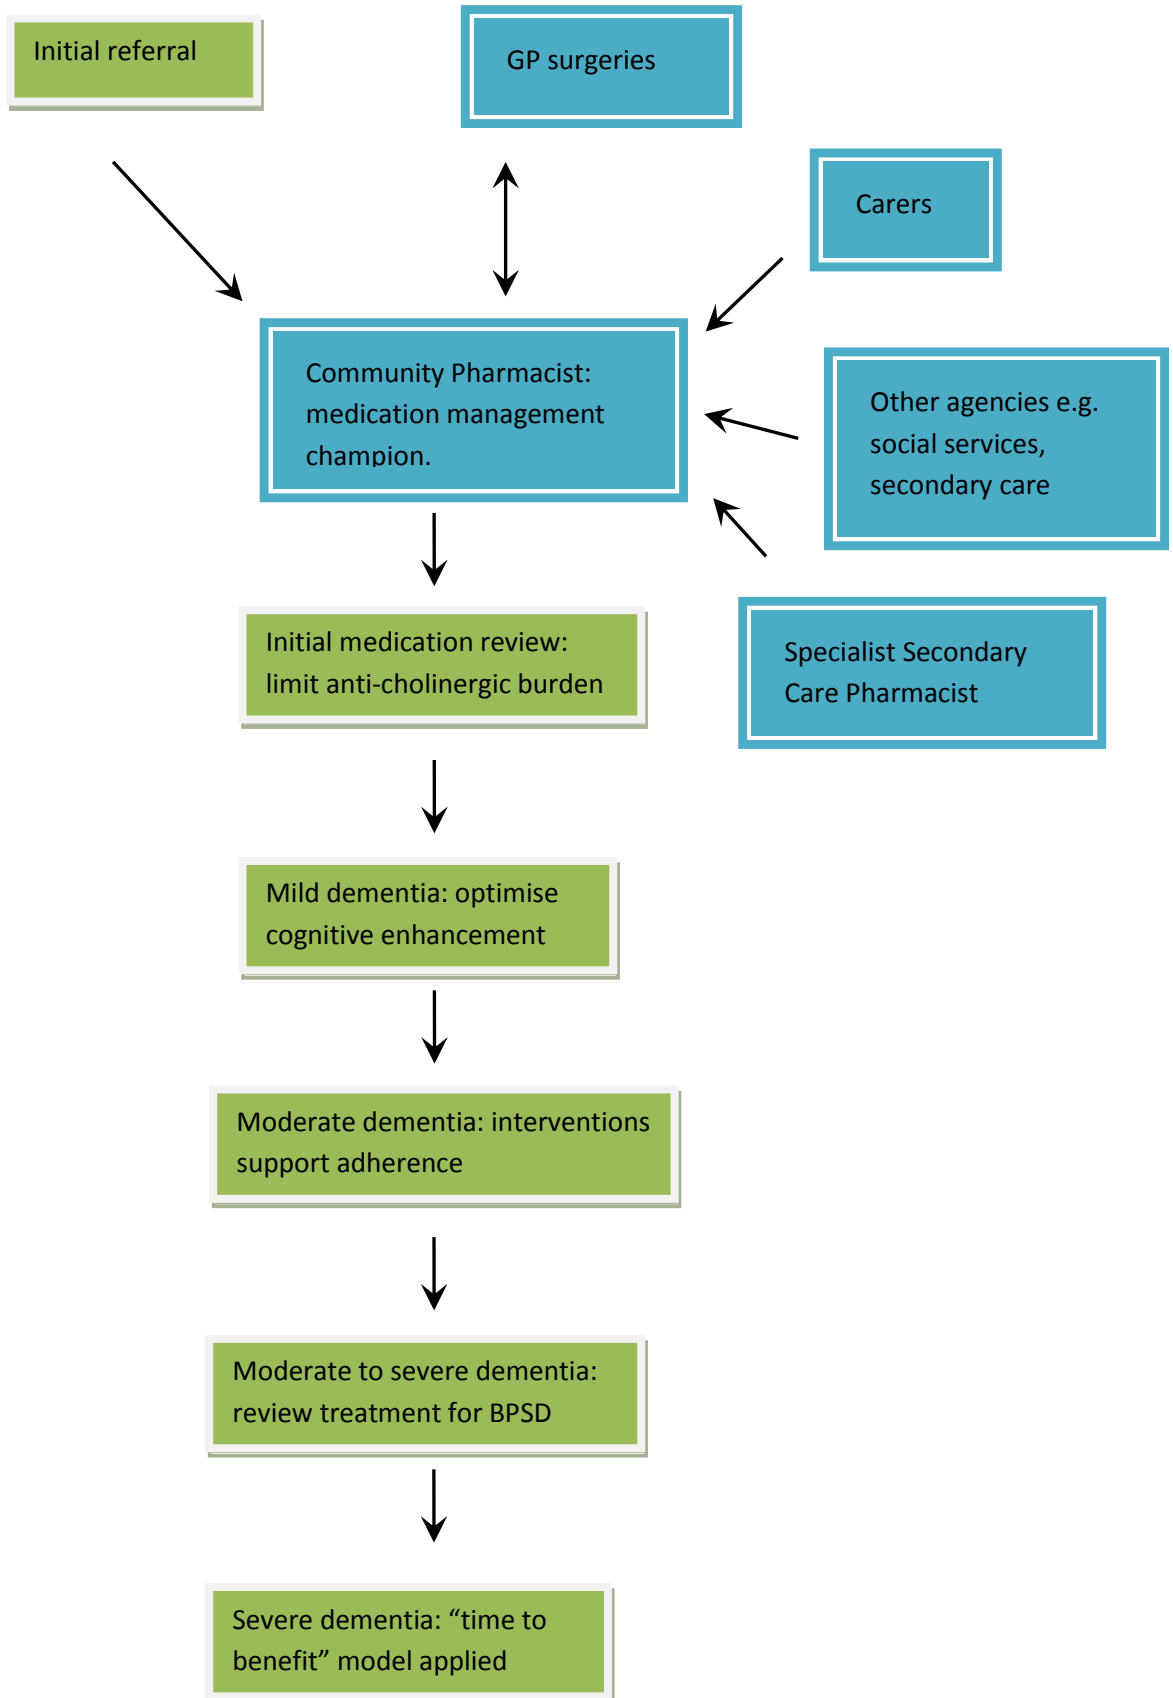 Initial referral
GP surgeries
Carers
Community Pharmacist:
medication management
champion.
Other agencies e.g.
social services,
secondary care
Specialist Secondary
Care Pharmacist
Initial medication review:
limit anti-cholinergic burden
Mild dementia: optimise
cognitive enhancement
Moderate dementia: interventions
support adherence
Moderate to severe dementia:
review treatment for BPSD
Severe dementia: “time to
benefit” model applied